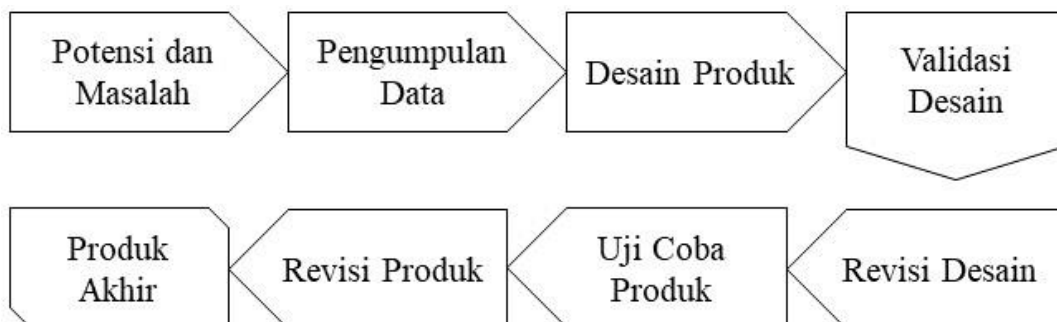 Potensi dan
Masalah
Pengumpulan
Data
Desain Produk
Validasi
Desain
Produk
Akhir
Revisi Produk
Uji Coba
Produk
Revisi Desain